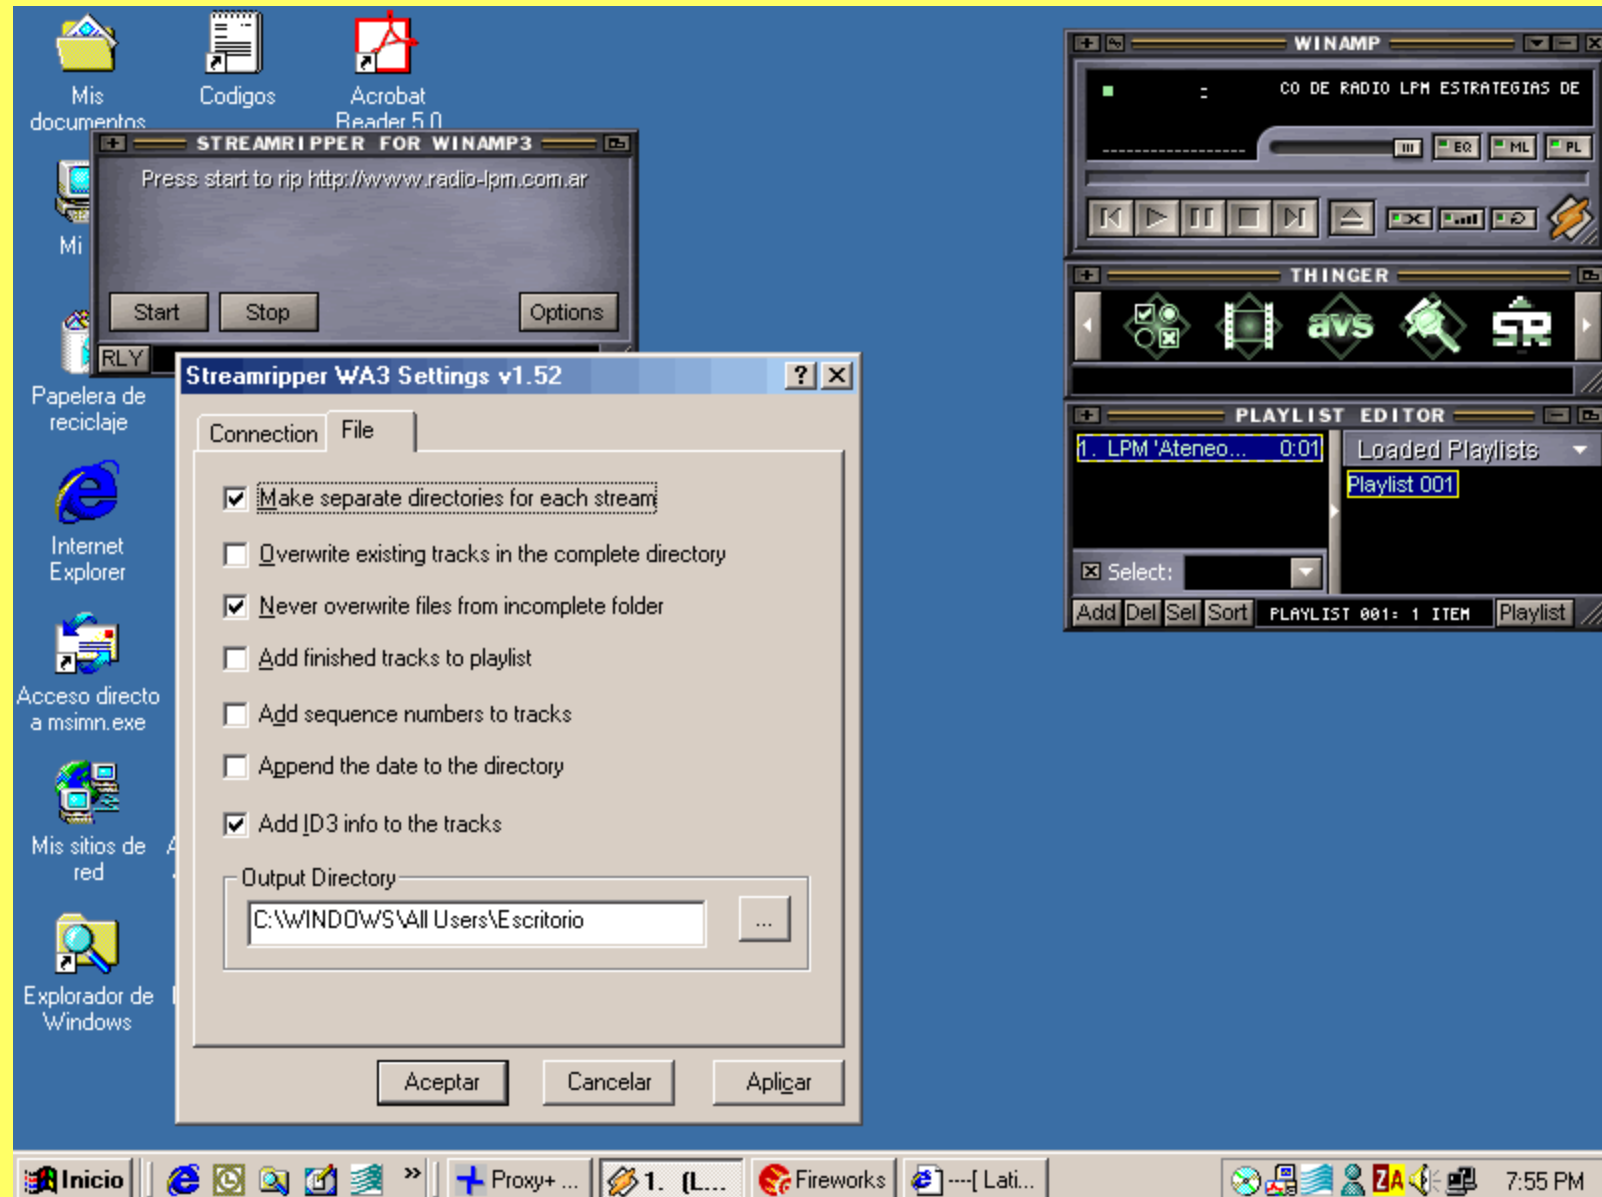 Mis
documentos
Codigos
Acrobat
Reader 5.0
STREAMRIPPER FOR WINAMP3
Press start to rip http://www.radio-lpm.com.ar
Mi
Start
Stop
Options
RLY
Papelera de
reciclaje
Internet
Explorer
Acceso directo
a msimn.exe
Mis sitios de
red
Explorador de
Windows
Streamripper WA3 Settings v1.52
Connection
File
Make separate directories for each stream
Overwrite existing tracks in the complete directory
Never overwrite files from incomplete folder
Add finished tracks to playlist
Add sequence numbers to tracks
Append the date to the directory
Add ID3 info to the tracks
Output Directory
C:\WINDOWS\All Users\Escritorio
...
Aceptar
Cancelar
Aplicar
WINAMP
CO DE RADIO LPM ESTRATEGIAS DE
EQ
ML
PL
THINGER
avs
SR
PLAYLIST EDITOR
1. LPM 'Ateneo... 0:01
Loaded Playlists
Playlist 001
Select:
Add Del Sel Sort
PLAYLIST 001: 1 ITEM
Playlist
Inicio
»
Proxy+ ...
1. (L...
Fireworks
----[ Lati...
ZA
7:55 PM